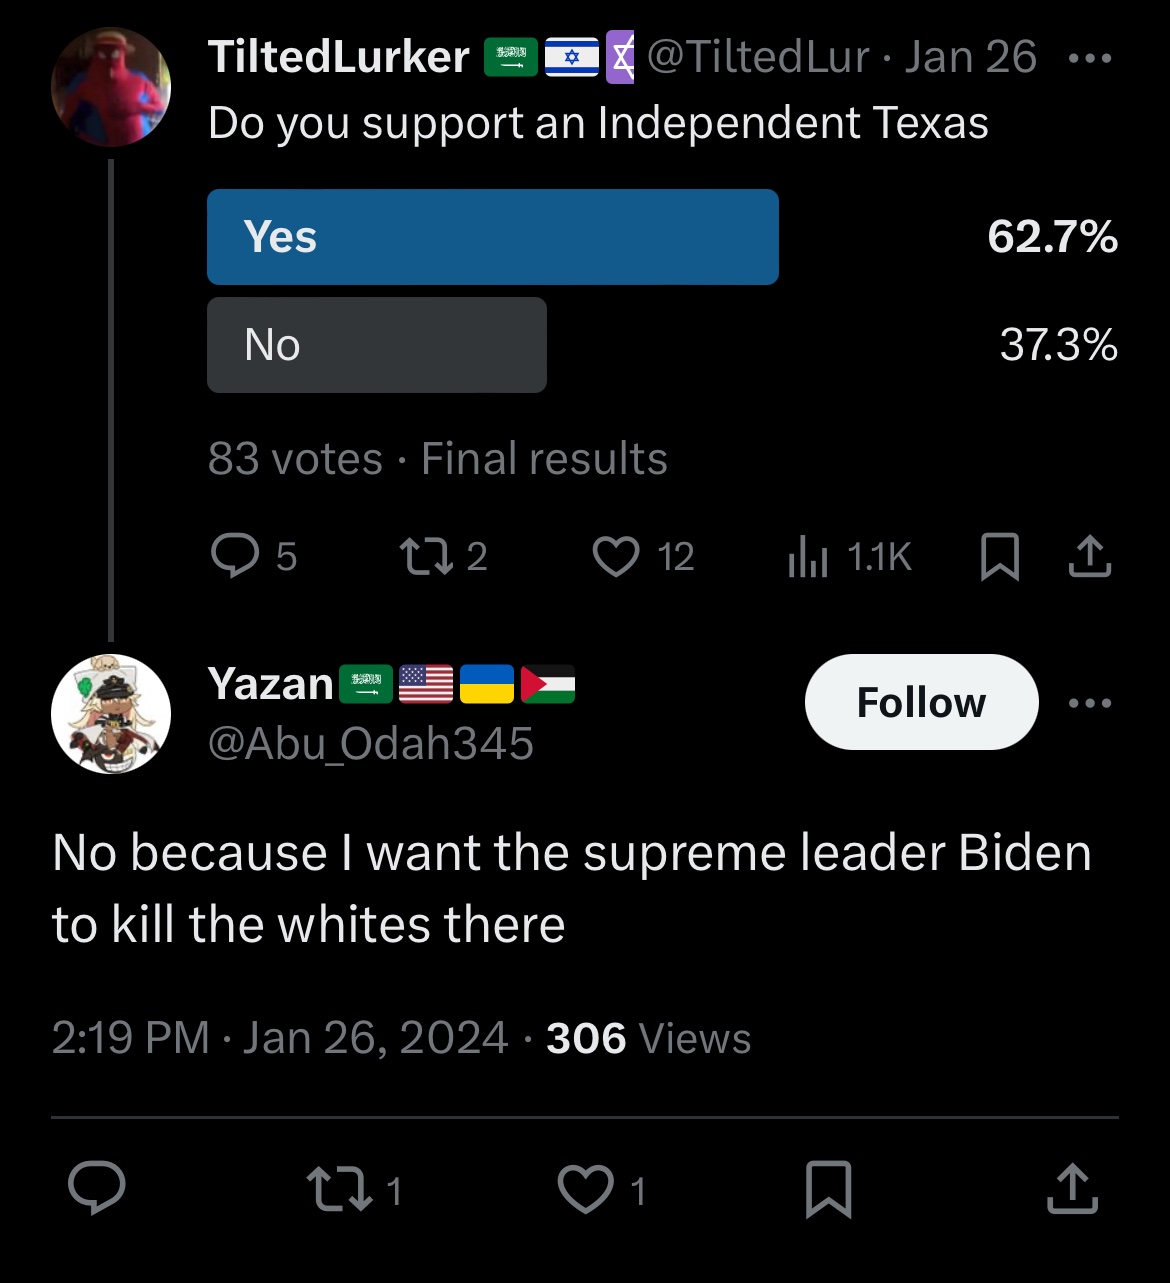 TiltedLurker 🇸🇦🇮🇱✡ @TiltedLur · Jan 26
Do you support an Independent Texas
Yes 62.7%
No 37.3%
83 votes · Final results
5 2 12 1.1K
Yazan🇸🇦🇺🇸🇺🇦🇵🇸
Follow
@Abu_Odah345
No because I want the supreme leader Biden
to kill the whites there
2:19 PM · Jan 26, 2024 · 306 Views
1 1